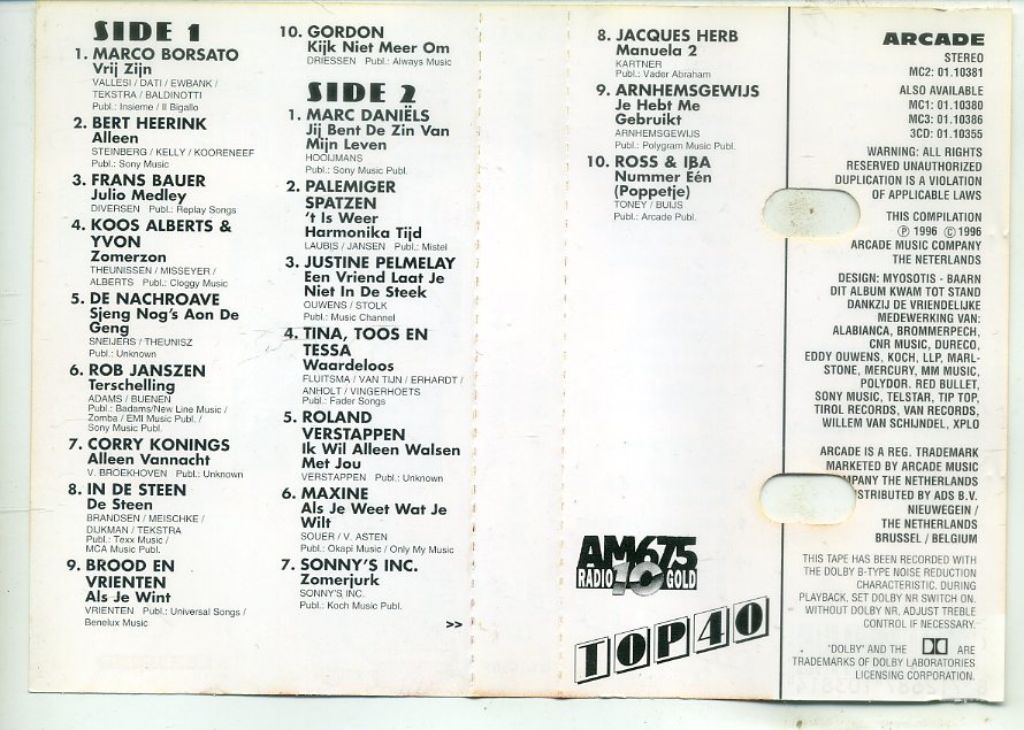 SIDE 1
1. MARCO BORSATO
Vrij Zijn
VALLESI / DATI / EWBANK /
TEKSTRA / BALDINOTTI
Publ.: Insieme / Il Bigallo
2. BERT HEERINK
Alleen
STEINBERG / KELLY / KOORENEEF
Publ.: Sony Music
3. FRANS BAUER
Julio Medley
DIVERSEN Publ.: Replay Songs
4. KOOS ALBERTS &
YVON
Zomerzon
THEUNISSEN / MISSEYER /
ALBERTS Publ.: Cloggy Music
5. DE NACHROAVE
Sjeng Nog's Aon De
Geng
SNEIJERS / THEUNISZ
Publ.: Unknown
6. ROB JANSZEN
Terschelling
ADAMS / BUENEN
Publ.: Badams/New Line Music /
Zomba / EMI Music Publ. /
Sony Music Publ.
7. CORRY KONINGS
Alleen Vannacht
V. BROEKHOVEN Publ.: Unknown
8. IN DE STEEN
De Steen
BRANDSEN / MEISCHKE /
DIJKMAN / TEKSTRA
Publ.: Texx Music /
MCA Music Publ.
9. BROOD EN
VRIENTEN
Als Je Wint
VRIENTEN Publ.: Universal Songs /
Benelux Music
10. GORDON
Kijk Niet Meer Om
DRIESSEN Publ.: Always Music
SIDE 2
1. MARC DANIËLS
Jij Bent De Zin Van
Mijn Leven
HOOIJMANS
Publ.: Sony Music Publ.
2. PALEMIGER
SPATZEN
't Is Weer
Harmonika Tijd
LAUBIS / JANSEN Publ.: Mistel
3. JUSTINE PELMELAY
Een Vriend Laat Je
Niet In De Steek
OUWENS / STOLK
Publ.: Music Channel
4. TINA, TOOS EN
TESSA
Waardeloos
FLUITSMA / VAN TIJN / ERHARDT /
ANHOLT / VINGERHOETS
Publ.: Fader Songs
5. ROLAND
VERSTAPPEN
Ik Wil Alleen Walsen
Met Jou
VERSTAPPEN Publ.: Unknown
6. MAXINE
Als Je Weet Wat Je
Wilt
SOUER / V. ASTEN
Publ.: Okapi Music / Only My Music
7. SONNY'S INC.
Zomerjurk
SONNY'S INC.
Publ.: Koch Music Publ.
>>
8. JACQUES HERB
Manuela 2
KARTNER
Publ.: Vader Abraham
9. ARNHEMSGEWIJS
Je Hebt Me
Gebruikt
ARNHEMSGEWIJS
Publ.: Polygram Music Publ.
10. ROSS & IBA
Nummer Eén
(Poppetje)
TONEY / BUIJS
Publ.: Arcade Publ.
AM675
RADIO 10 GOLD
TOP40
ARCADE
STEREO
MC2: 01.10381
ALSO AVAILABLE
MC1: 01.10380
MC3: 01.10386
3CD: 01.10355
WARNING: ALL RIGHTS
RESERVED UNAUTHORIZED
DUPLICATION IS A VIOLATION
OF APPLICABLE LAWS
THIS COMPILATION
Ⓟ 1996 © 1996
ARCADE MUSIC COMPANY
THE NETERLANDS
DESIGN: MYOSOTIS - BAARN
DIT ALBUM KWAM TOT STAND
DANKZIJ DE VRIENDELIJKE
MEDEWERKING VAN:
ALABIANCA, BROMMERPECH,
CNR MUSIC, DURECO,
EDDY OUWENS, KOCH, LLP, MARL-
STONE, MERCURY, MM MUSIC,
POLYDOR. RED BULLET,
SONY MUSIC, TELSTAR, TIP TOP,
TIROL RECORDS, VAN RECORDS,
WILLEM VAN SCHIJNDEL, XPLO
ARCADE IS A REG. TRADEMARK
MARKETED BY ARCADE MUSIC
MPANY THE NETHERLANDS
STRIBUTED BY ADS B.V.
NIEUWEGEIN /
THE NETHERLANDS
BRUSSEL / BELGIUM
THIS TAPE HAS BEEN RECORDED WITH
THE DOLBY B-TYPE NOISE REDUCTION
CHARACTERISTIC. DURING
PLAYBACK, SET DOLBY NR SWITCH ON.
WITHOUT DOLBY NR, ADJUST TREBLE
CONTROL IF NECESSARY.
'DOLBY' AND THE ARE
TRADEMARKS OF DOLBY LABORATORIES
LICENSING CORPORATION.